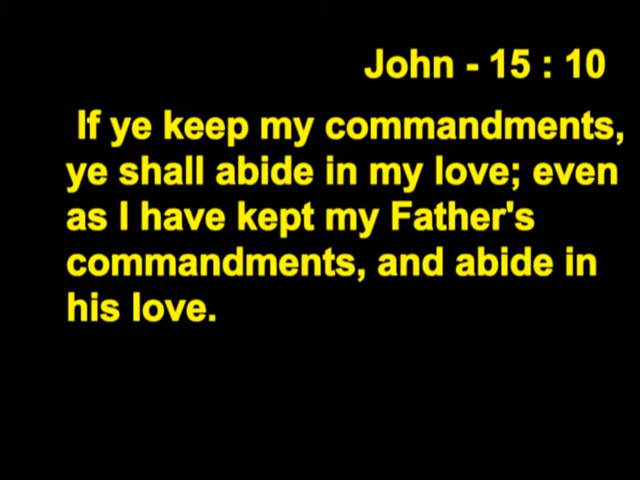 John - 15 : 10
If ye keep my commandments,
ye shall abide in my love; even
as I have kept my Father's
commandments, and abide in
his love.